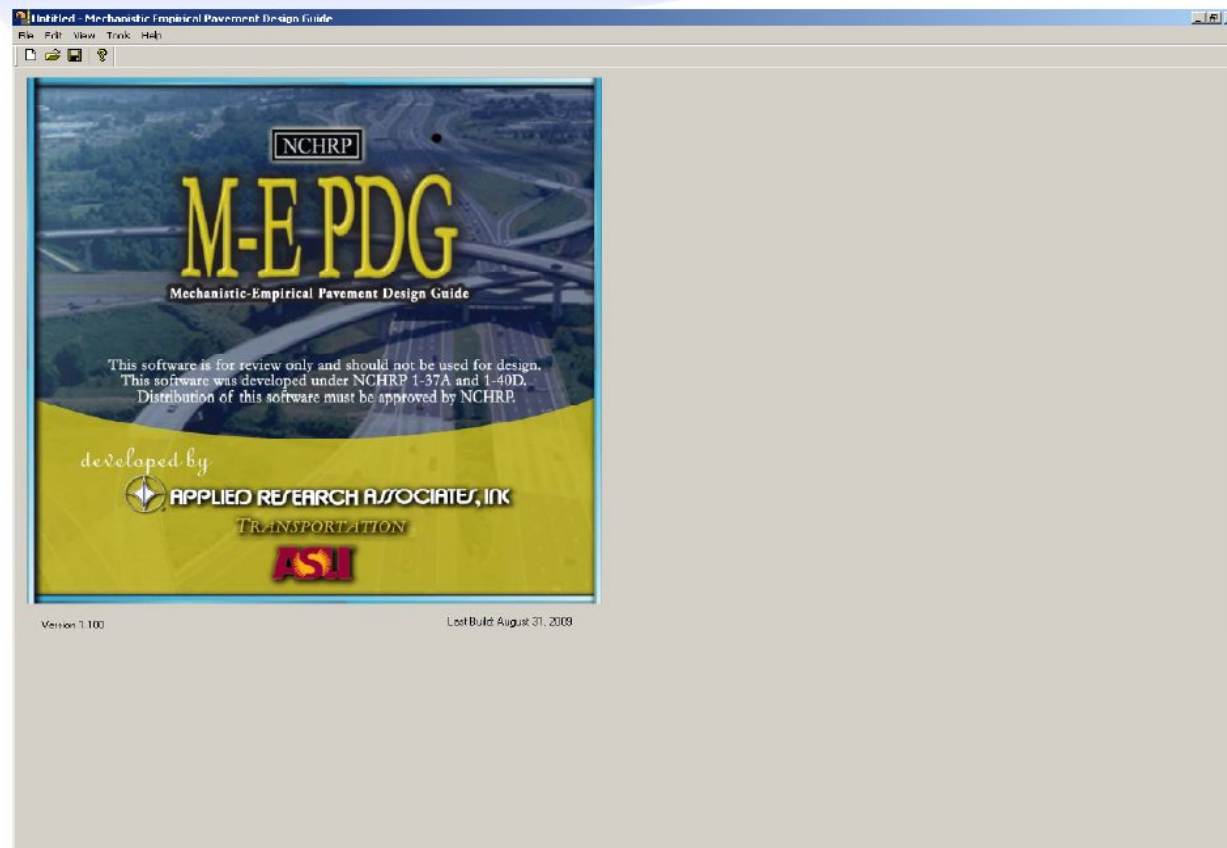 Untitled - Mechanistic Empirical Pavement Design Guide
File Edit View Tools Help
NCHRP
M-E PDG
Mechanistic-Empirical Pavement Design Guide
This software is for review only and should not be used for design.
This software was developed under NCHRP 1-37A and 1-40D.
Distribution of this software must be approved by NCHRP.
developed by
APPLIED RESEARCH ASSOCIATES, INC
TRANSPORTATION
ASU
Version 1.100
Last Build: August 31, 2009